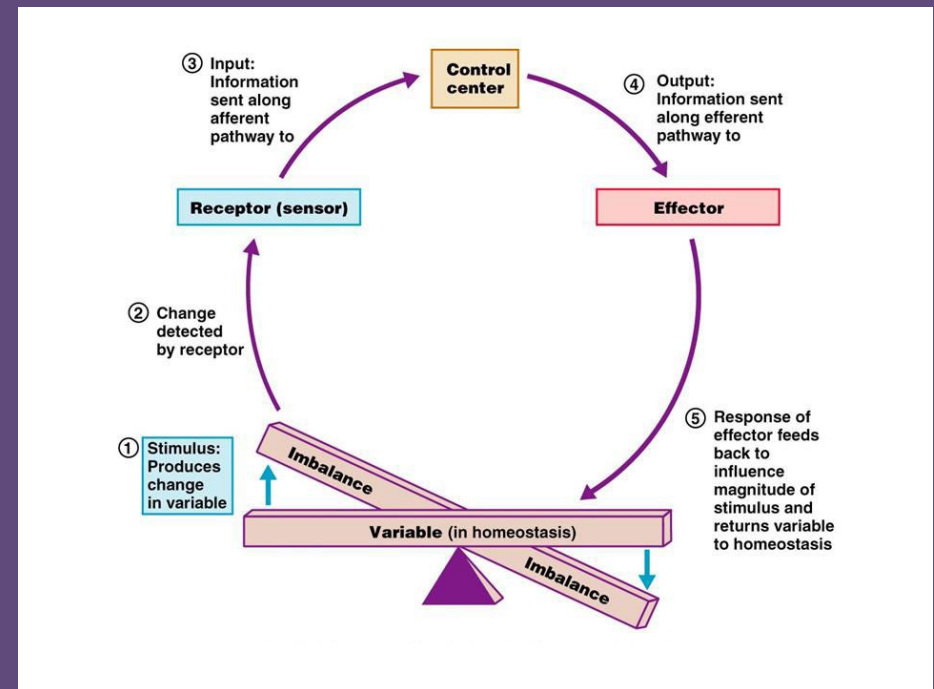 ① Stimulus:
Produces
change
in variable
② Change
detected
by receptor
Receptor (sensor)
③ Input:
Information
sent along
afferent
pathway to
Control
center
④ Output:
Information sent
along efferent
pathway to
Effector
⑤ Response of
effector feeds
back to
influence
magnitude of
stimulus and
returns variable
to homeostasis
Imbalance
Variable (in homeostasis)
Imbalance